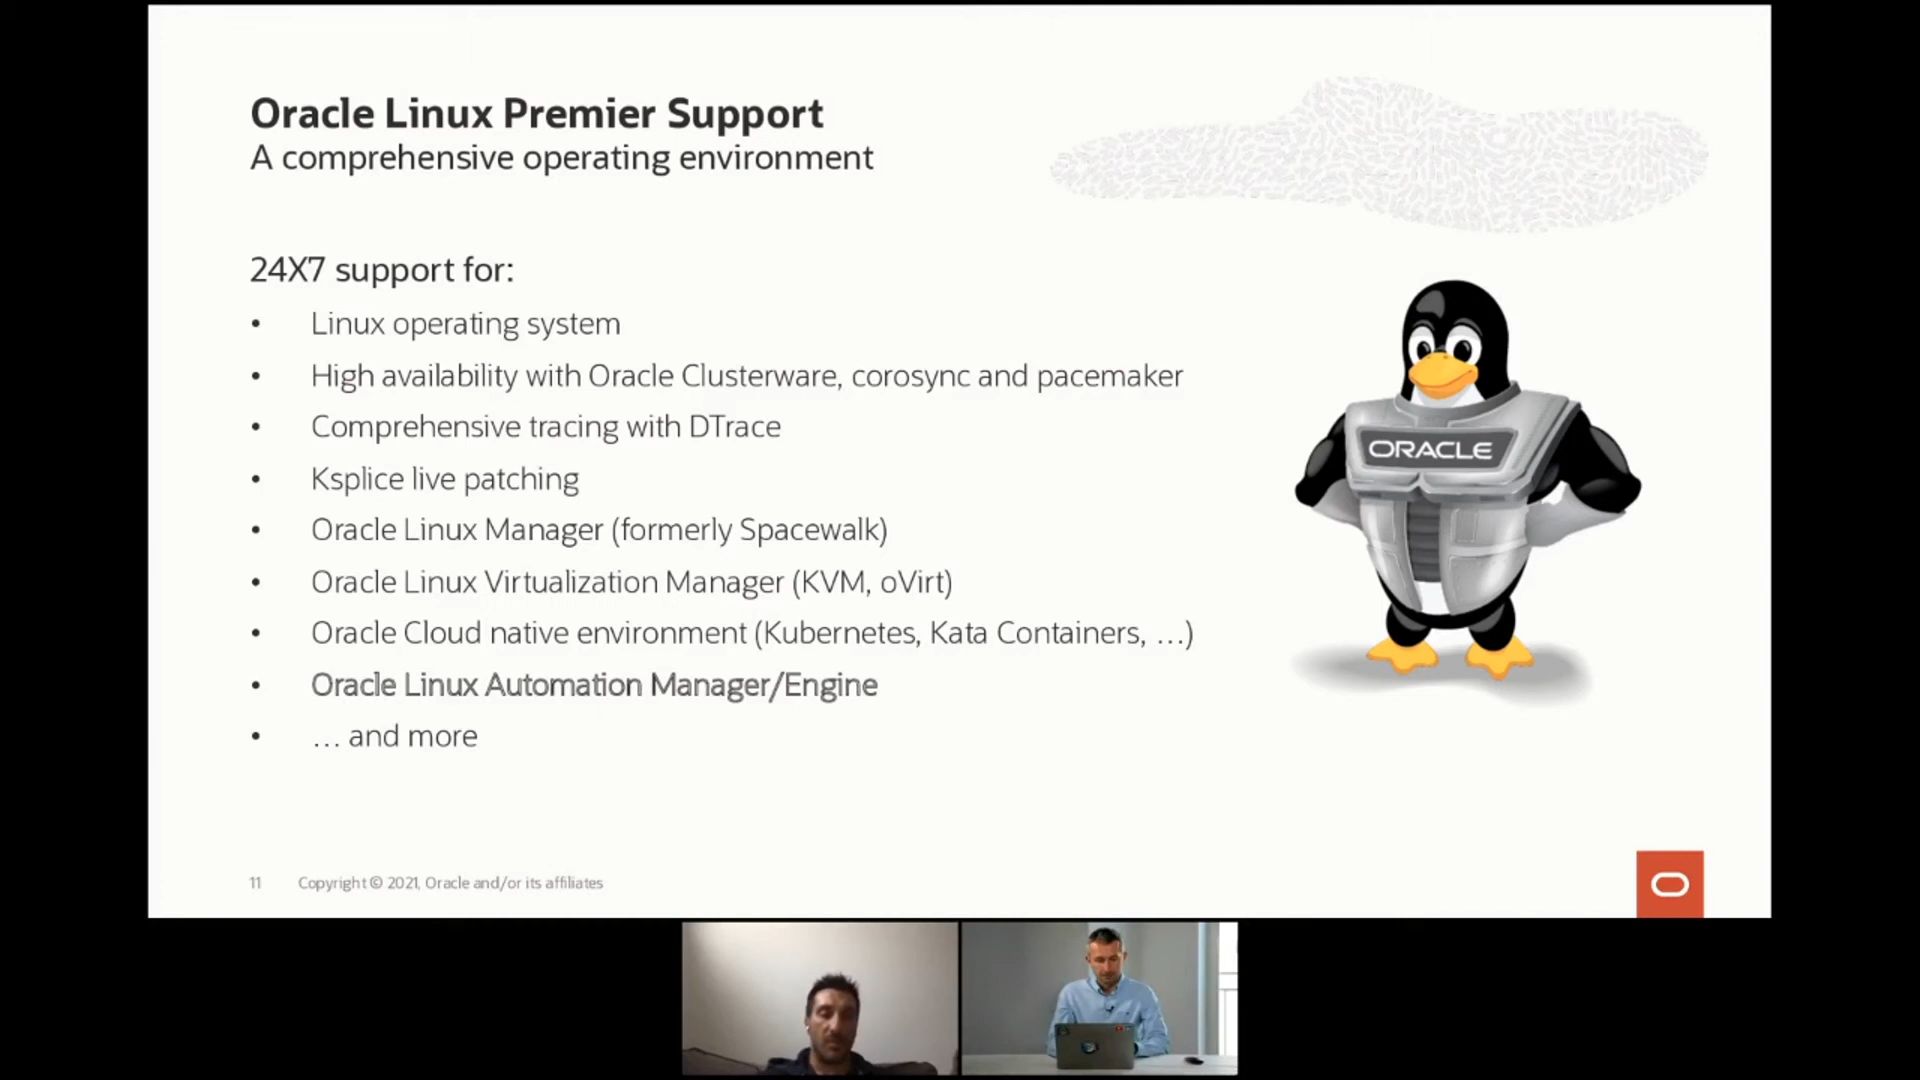 Oracle Linux Premier Support
A comprehensive operating environment
24X7 support for:
• Linux operating system
• High availability with Oracle Clusterware, corosync and pacemaker
• Comprehensive tracing with DTrace
• Ksplice live patching
• Oracle Linux Manager (formerly Spacewalk)
• Oracle Linux Virtualization Manager (KVM, oVirt)
• Oracle Cloud native environment (Kubernetes, Kata Containers, …)
• Oracle Linux Automation Manager/Engine
• … and more
ORACLE
11 Copyright © 2021, Oracle and/or its affiliates